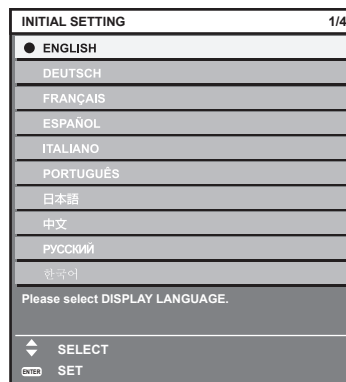 INITIAL SETTING 1/4
ENGLISH
DEUTSCH
FRANÇAIS
ESPAÑOL
ITALIANO
PORTUGUÊS
日本語
中文
РУССКИЙ
한국어
Please select DISPLAY LANGUAGE.
SELECT
ENTER SET